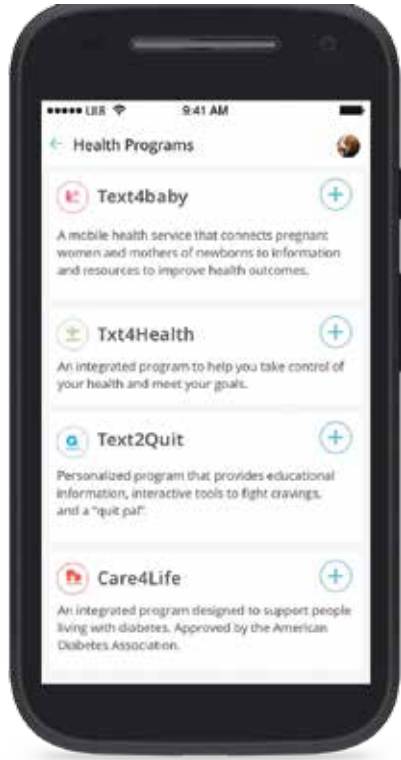 ●●●●● UI8 9:41 AM
← Health Programs
Text4baby
A mobile health service that connects pregnant
women and mothers of newborns to information
and resources to improve health outcomes.
Txt4Health
An integrated program to help you take control of
your health and meet your goals.
Text2Quit
Personalized program that provides educational
information, interactive tools to fight cravings,
and a "quit pal".
Care4Life
An integrated program designed to support people
living with diabetes. Approved by the American
Diabetes Association.